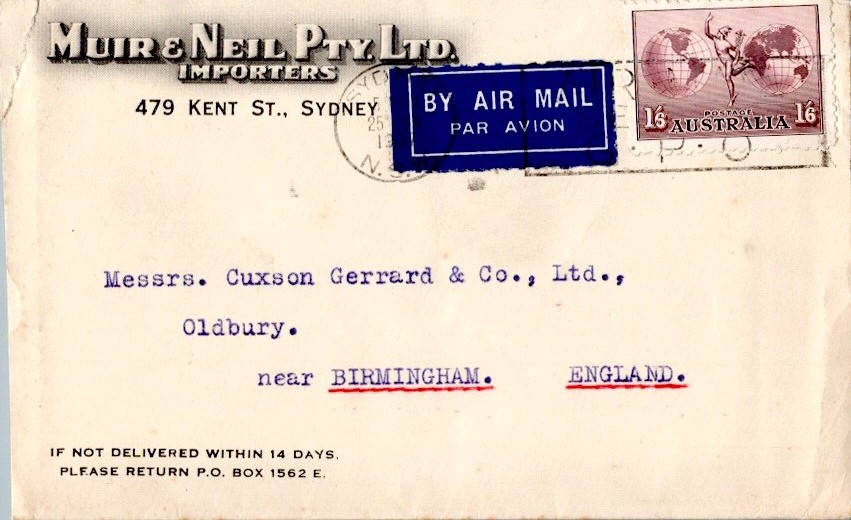 MUIR & NEIL PTY. LTD.
IMPORTERS
479 KENT ST., SYDNEY
BY AIR MAIL
PAR AVION
1/6 POSTAGE 1/6
AUSTRALIA
SYD
25
N.S.
G.P.O
Messrs. Cuxson Gerrard & Co., Ltd.,
Oldbury.
near BIRMINGHAM. ENGLAND.
IF NOT DELIVERED WITHIN 14 DAYS.
PLEASE RETURN P.O. BOX 1562 E.